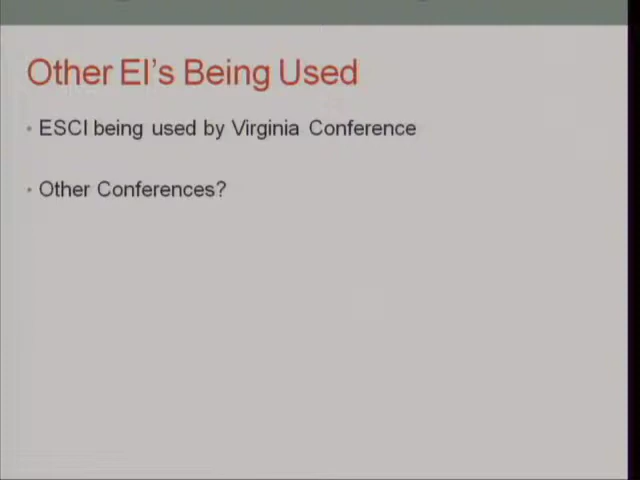 Other EI's Being Used
• ESCI being used by Virginia Conference
• Other Conferences?